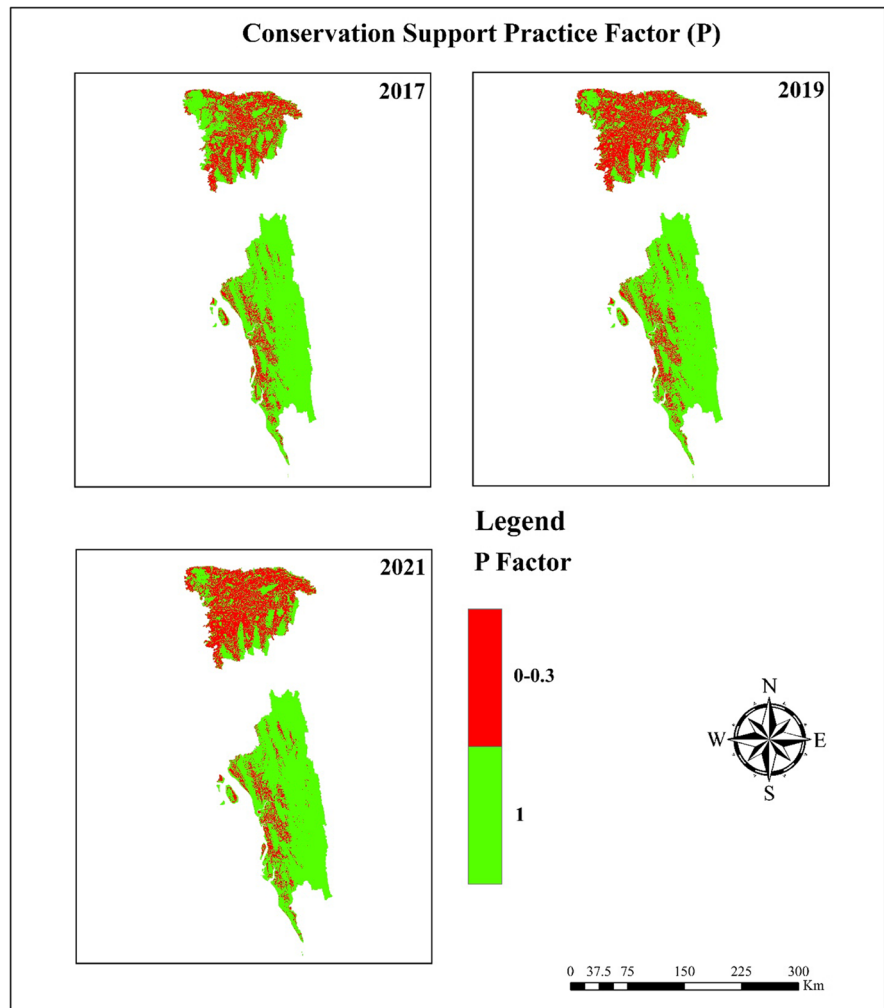 Conservation Support Practice Factor (P)
2017
2019
2021
Legend
P Factor
0-0.3
1
N
W
E
S
0 37.5 75 150 225 300
Km